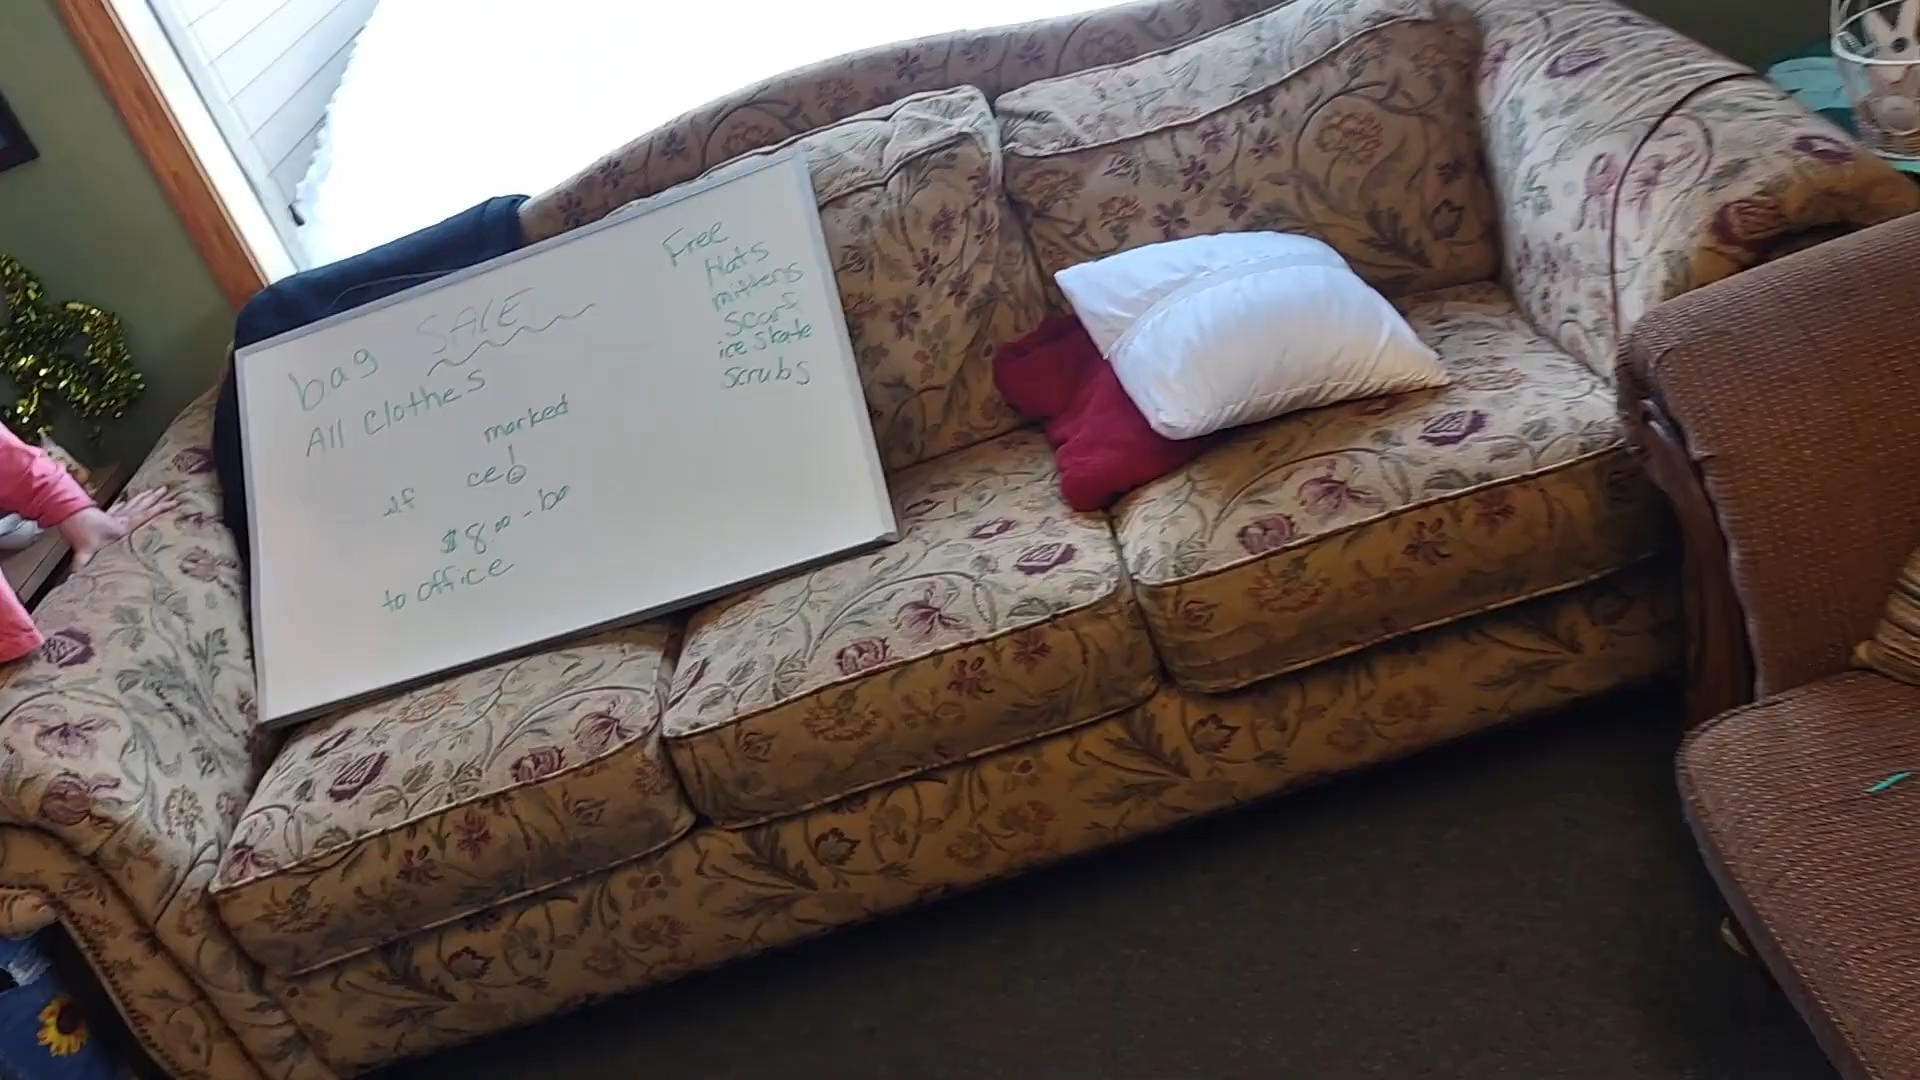 bag SALE
All Clothes
marked
$8.00 - 
to office
Free
Hats
mittens
Scarf
ice skate
Scrubs